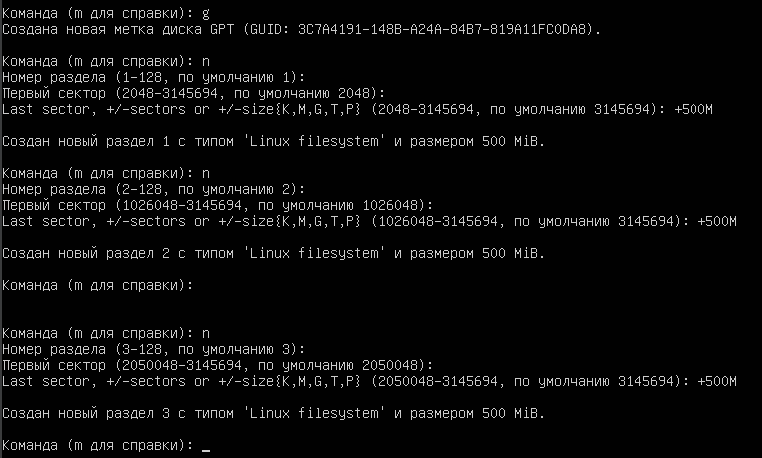 Команда (m для справки): g
Создана новая метка диска GPT (GUID: 3C7A4191-148B-A24A-84B7-819A11FC0DA8).
Команда (m для справки): n
Номер раздела (1-128, по умолчанию 1):
Первый сектор (2048-3145694, по умолчанию 2048):
Last sector, +/-sectors or +/-size{K,M,G,T,P} (2048-3145694, по умолчанию 3145694): +500M
Создан новый раздел 1 с типом 'Linux filesystem' и размером 500 MiB.
Команда (m для справки): n
Номер раздела (2-128, по умолчанию 2):
Первый сектор (1026048-3145694, по умолчанию 1026048):
Last sector, +/-sectors or +/-size{K,M,G,T,P} (1026048-3145694, по умолчанию 3145694): +500M
Создан новый раздел 2 с типом 'Linux filesystem' и размером 500 MiB.
Команда (m для справки):
Команда (m для справки): n
Номер раздела (3-128, по умолчанию 3):
Первый сектор (2050048-3145694, по умолчанию 2050048):
Last sector, +/-sectors or +/-size{K,M,G,T,P} (2050048-3145694, по умолчанию 3145694): +500M
Создан новый раздел 3 с типом 'Linux filesystem' и размером 500 MiB.
Команда (m для справки): _